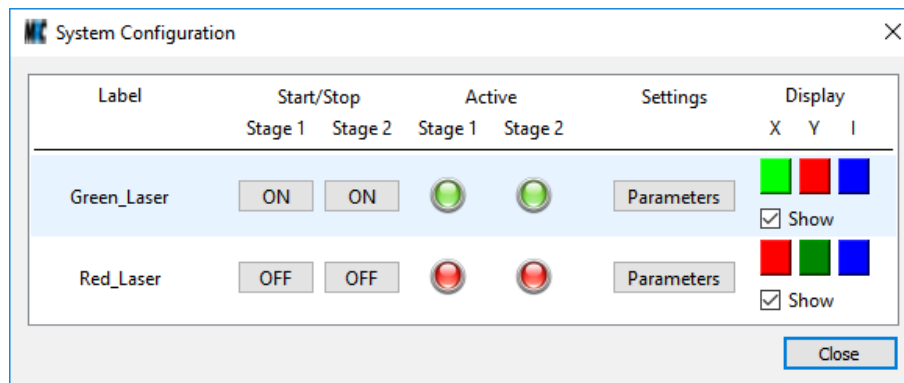 System Configuration
Label Start/Stop Active Settings Display
Stage 1 Stage 2 Stage 1 Stage 2 X Y I
Green_Laser ON ON Parameters
Show
Red_Laser OFF OFF Parameters
Show
Close